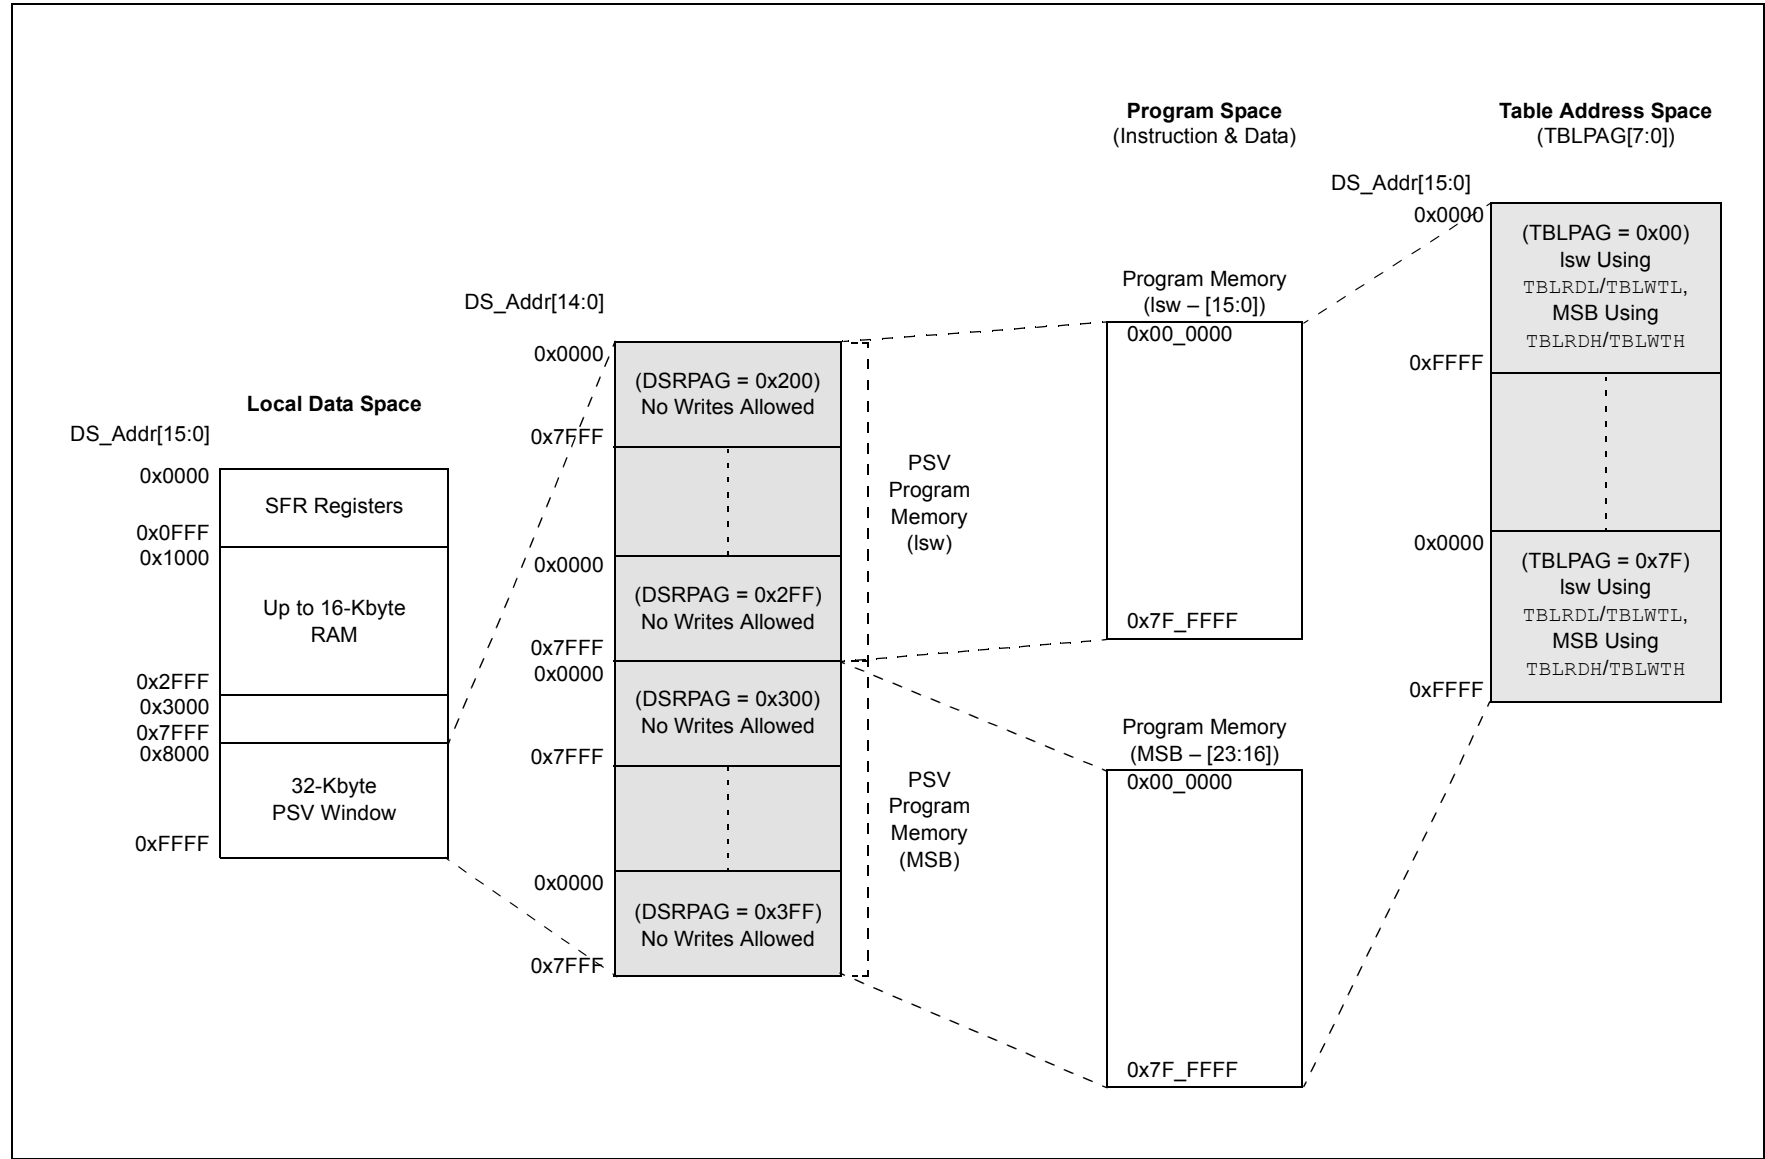 Local Data Space
DS_Addr[15:0]
0x0000
SFR Registers
0x0FFF
0x1000
Up to 16-Kbyte
RAM
0x2FFF
0x3000
0x7FFF
0x8000
32-Kbyte
PSV Window
0xFFFF
DS_Addr[14:0]
0x0000
(DSRPAG = 0x200)
No Writes Allowed
0x7FFF
0x0000
(DSRPAG = 0x2FF)
No Writes Allowed
0x7FFF
0x0000
(DSRPAG = 0x300)
No Writes Allowed
0x7FFF
0x0000
(DSRPAG = 0x3FF)
No Writes Allowed
0x7FFF
PSV
Program
Memory
(lsw)
PSV
Program
Memory
(MSB)
Program Space
(Instruction & Data)
Program Memory
(lsw – [15:0])
0x00_0000
0x7F_FFFF
Program Memory
(MSB – [23:16])
0x00_0000
0x7F_FFFF
Table Address Space
(TBLPAG[7:0])
DS_Addr[15:0]
0x0000
(TBLPAG = 0x00)
lsw Using
TBLRDL/TBLWTL,
MSB Using
TBLRDH/TBLWTH
0xFFFF
0x0000
(TBLPAG = 0x7F)
lsw Using
TBLRDL/TBLWTL,
MSB Using
TBLRDH/TBLWTH
0xFFFF